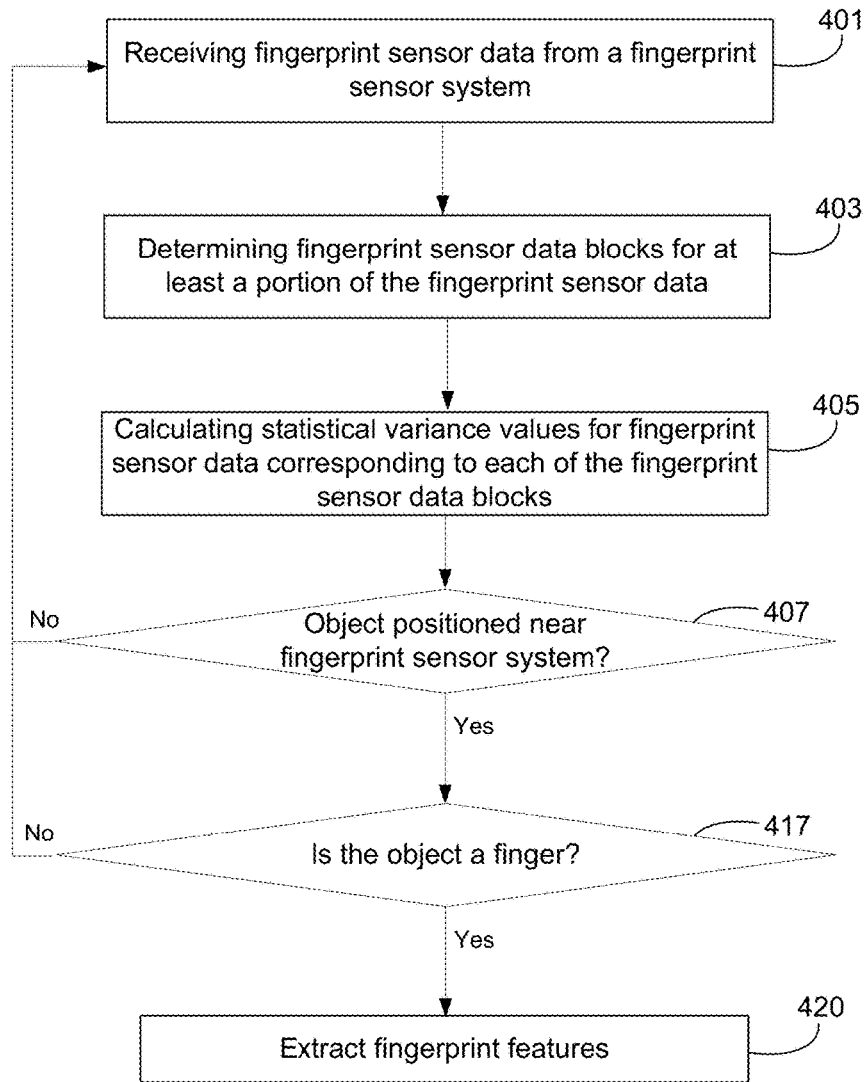 401
Receiving fingerprint sensor data from a fingerprint
sensor system
403
Determining fingerprint sensor data blocks for at
least a portion of the fingerprint sensor data
405
Calculating statistical variance values for fingerprint
sensor data corresponding to each of the fingerprint
sensor data blocks
No
407
Object positioned near
fingerprint sensor system?
Yes
No
417
Is the object a finger?
Yes
420
Extract fingerprint features